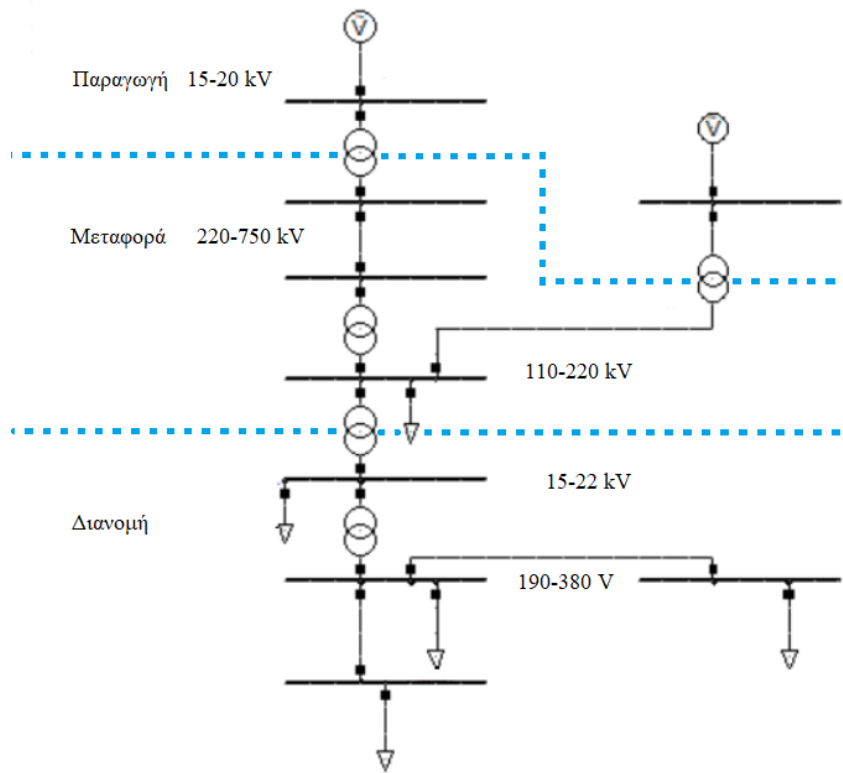 Ṽ
Παραγωγή 15-20 kV
Ṽ
Μεταφορά 220-750 kV
110-220 kV
15-22 kV
Διανομή
190-380 V